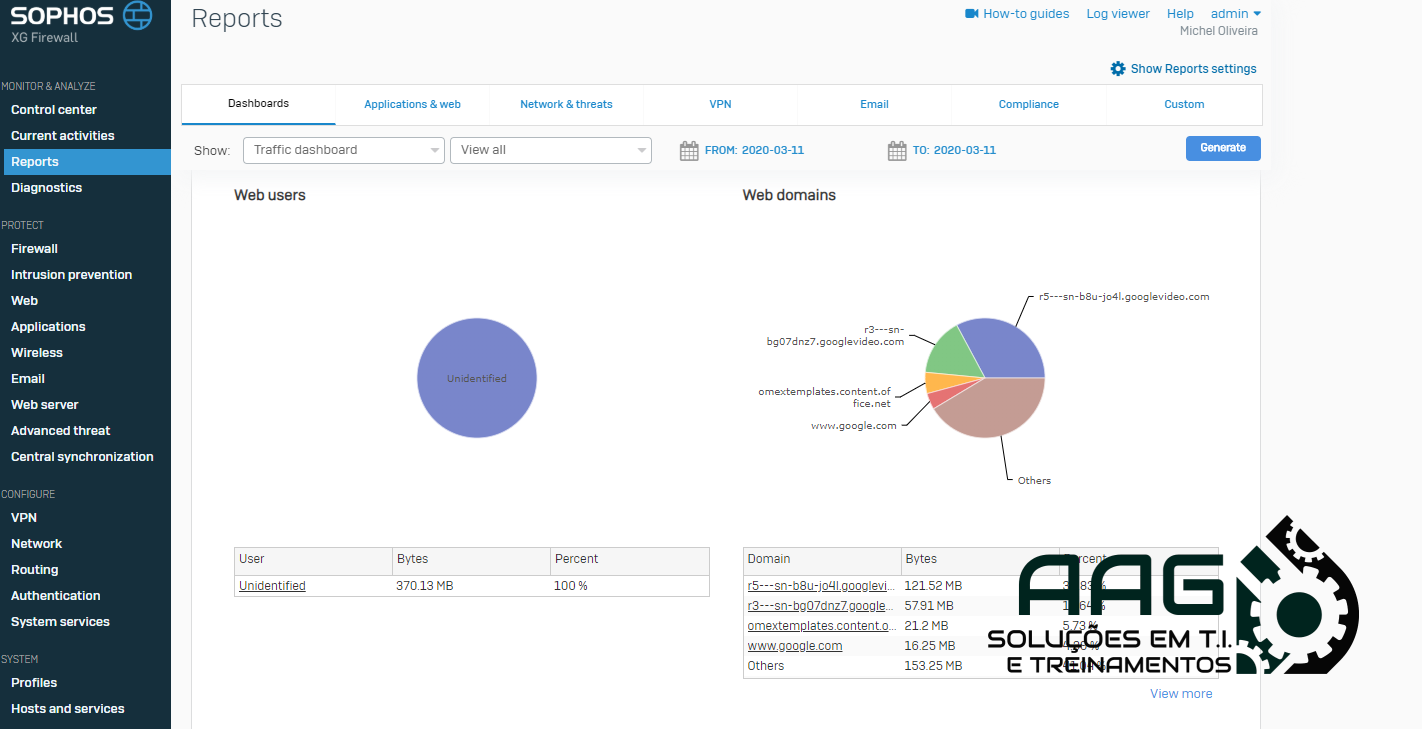 SOPHOS
XG Firewall
MONITOR & ANALYZE
Control center
Current activities
Reports
Diagnostics
PROTECT
Firewall
Intrusion prevention
Web
Applications
Wireless
Email
Web server
Advanced threat
Central synchronization
CONFIGURE
VPN
Network
Routing
Authentication
System services
SYSTEM
Profiles
Hosts and services
Reports
How-to guides Log viewer Help admin
Michel Oliveira
Show Reports settings
Dashboards Applications & web Network & threats VPN Email Compliance Custom
Show: Traffic dashboard View all FROM: 2020-03-11 TO: 2020-03-11 Generate
Web users
Unidentified
User Bytes Percent
Unidentified 370.13 MB 100 %
Web domains
r5---sn-b8u-jo4l.googlevideo.com
r3---sn-
bg07dnz7.googlevideo.com
omextemplates.content.of
fice.net
www.google.com
Others
Domain Bytes Percent
r5---sn-b8u-jo4l.googlevi... 121.52 MB
r3---sn-bg07dnz7.google... 57.91 MB
omextemplates.content.o... 21.2 MB 5.73 %
www.google.com 16.25 MB
Others 153.25 MB
View more
AAG
SOLUÇÕES EM T.I.
E TREINAMENTOS